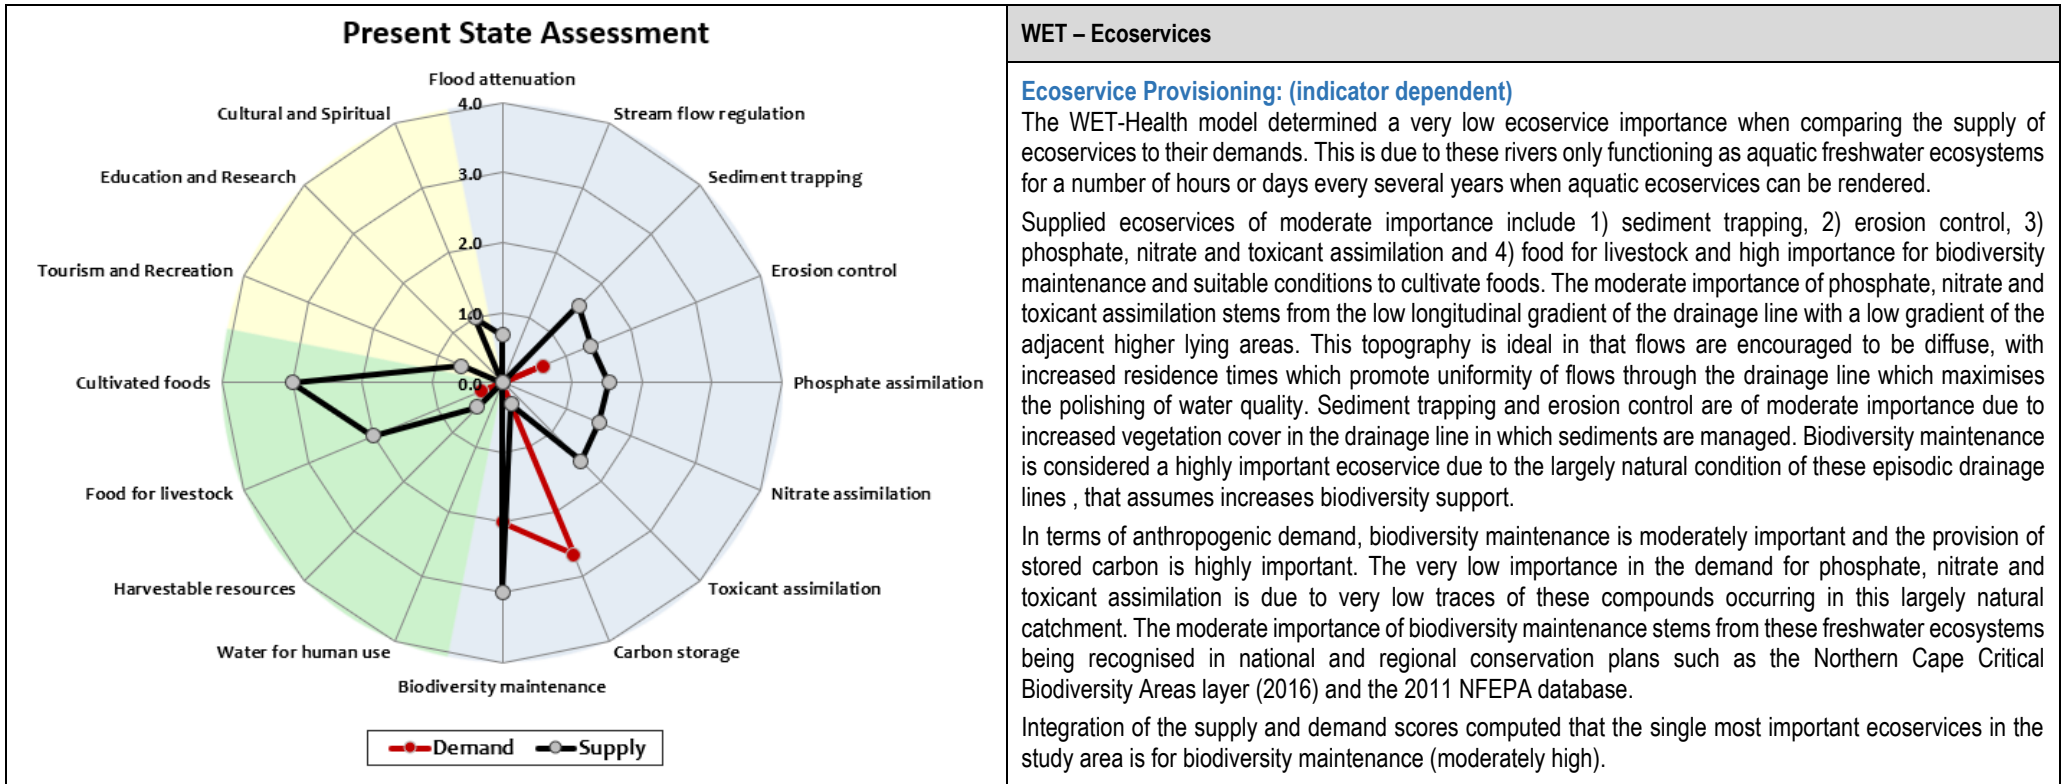 Present State Assessment
Flood attenuation
4.0
Cultural and Spiritual
Stream flow regulation
Education and Research
3.0
Sediment trapping
2.0
Tourism and Recreation
Erosion control
1.0
Cultivated foods
0.0
Phosphate assimilation
Food for livestock
Nitrate assimilation
Harvestable resources
Toxicant assimilation
Water for human use
Carbon storage
Biodiversity maintenance
Demand
Supply
WET – Ecoservices
Ecoservice Provisioning: (indicator dependent)
The WET-Health model determined a very low ecoservice importance when comparing the supply of
ecoservices to their demands. This is due to these rivers only functioning as aquatic freshwater ecosystems
for a number of hours or days every several years when aquatic ecoservices can be rendered.
Supplied ecoservices of moderate importance include 1) sediment trapping, 2) erosion control, 3)
phosphate, nitrate and toxicant assimilation and 4) food for livestock and high importance for biodiversity
maintenance and suitable conditions to cultivate foods. The moderate importance of phosphate, nitrate and
toxicant assimilation stems from the low longitudinal gradient of the drainage line with a low gradient of the
adjacent higher lying areas. This topography is ideal in that flows are encouraged to be diffuse, with
increased residence times which promote uniformity of flows through the drainage line which maximises
the polishing of water quality. Sediment trapping and erosion control are of moderate importance due to
increased vegetation cover in the drainage line in which sediments are managed. Biodiversity maintenance
is considered a highly important ecoservice due to the largely natural condition of these episodic drainage
lines , that assumes increases biodiversity support.
In terms of anthropogenic demand, biodiversity maintenance is moderately important and the provision of
stored carbon is highly important. The very low importance in the demand for phosphate, nitrate and
toxicant assimilation is due to very low traces of these compounds occurring in this largely natural
catchment. The moderate importance of biodiversity maintenance stems from these freshwater ecosystems
being recognised in national and regional conservation plans such as the Northern Cape Critical
Biodiversity Areas layer (2016) and the 2011 NFEPA database.
Integration of the supply and demand scores computed that the single most important ecoservices in the
study area is for biodiversity maintenance (moderately high).